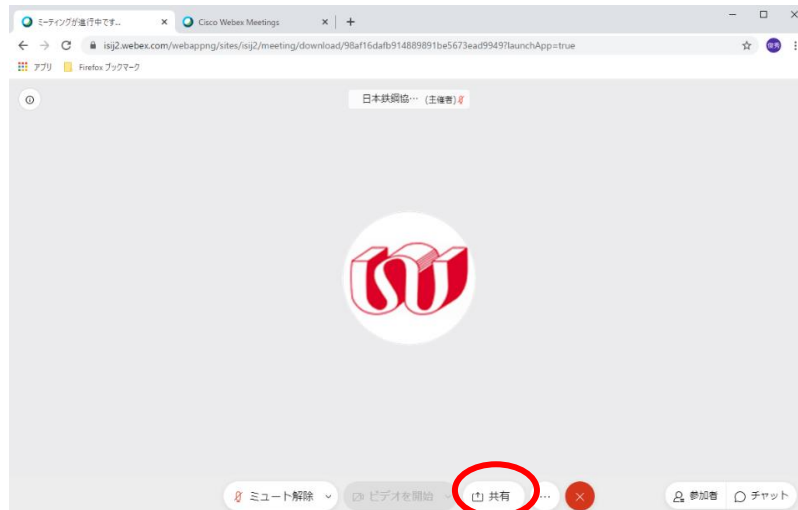 ミーティングが進行中です...
Cisco Webex Meetings
isij2.webex.com/webappng/sites/isij2/meeting/download/98af16dafb914889891be5673ead9949?launchApp=true
アプリ
Firefox ブックマーク
日本鉄鋼協… (主催者)
ISIJ
ミュート解除
ビデオを開始
共有
参加者
チャット